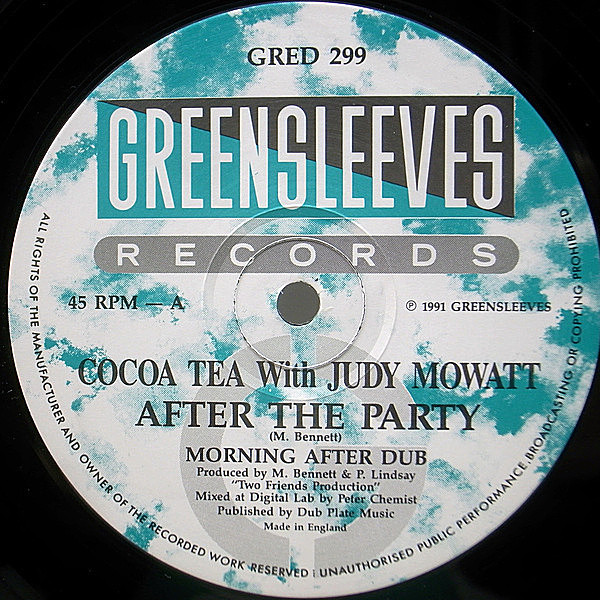 GRED 299
GREENSLEEVES
RECORDS
45 RPM — A
℗ 1991 GREENSLEEVES
COCOA TEA With JUDY MOWATT
AFTER THE PARTY
(M. Bennett)
MORNING AFTER DUB
Produced by M. Bennett & P. Lindsay
"Two Friends Production"
Mixed at Digital Lab by Peter Chemist
Published by Dub Plate Music
Made in England
ALL RIGHTS OF THE MANUFACTURER AND OWNER OF THE RECORDED WORK RESERVED UNAUTHORISED PUBLIC PERFORMANCE BROADCASTING OR COPYING PROHIBITED